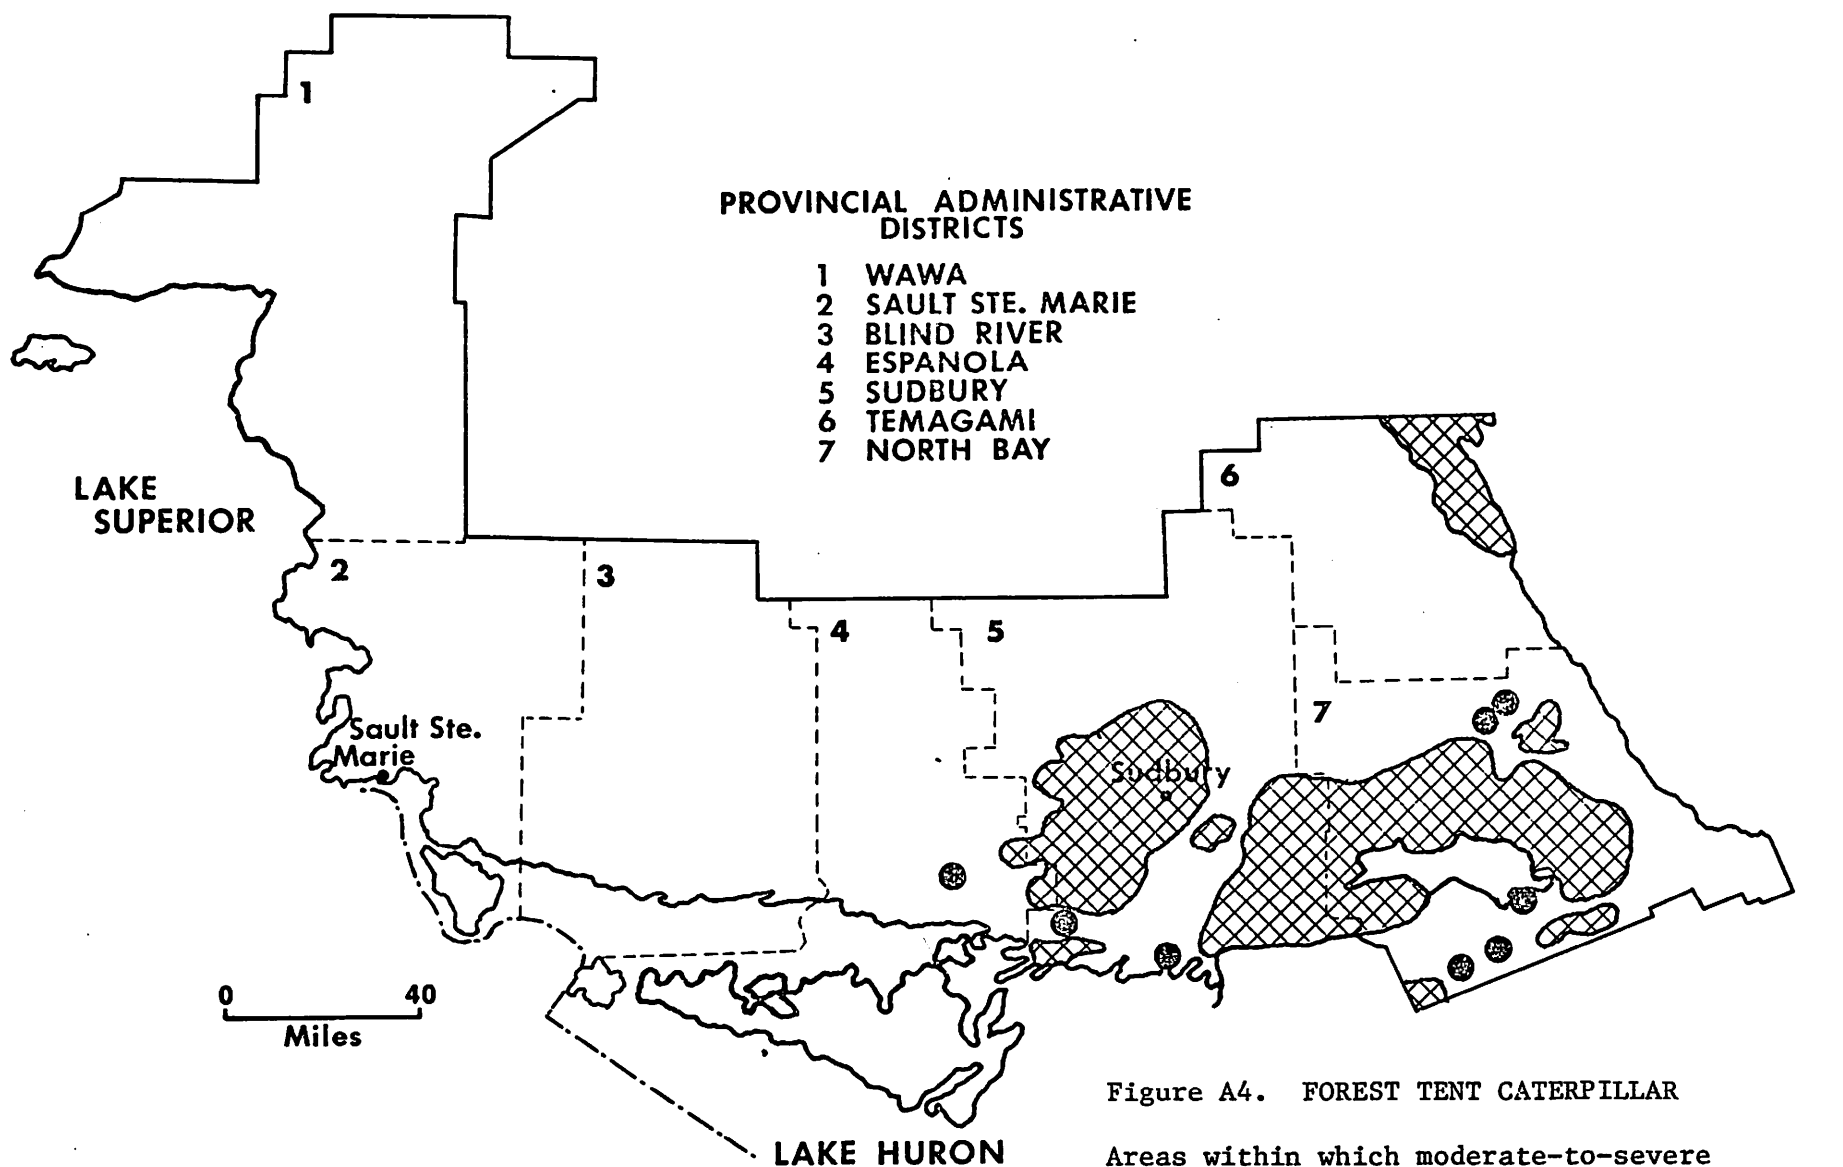 1
PROVINCIAL ADMINISTRATIVE
DISTRICTS
1 WAWA
2 SAULT STE. MARIE
3 BLIND RIVER
4 ESPANOLA
5 SUDBURY
6 TEMAGAMI
7 NORTH BAY
LAKE
SUPERIOR
6
2
3
4
5
7
Sault Ste.
Marie
Sudbury
0 40
Miles
Figure A4. FOREST TENT CATERPILLAR
LAKE HURON
Areas within which moderate-to-severe